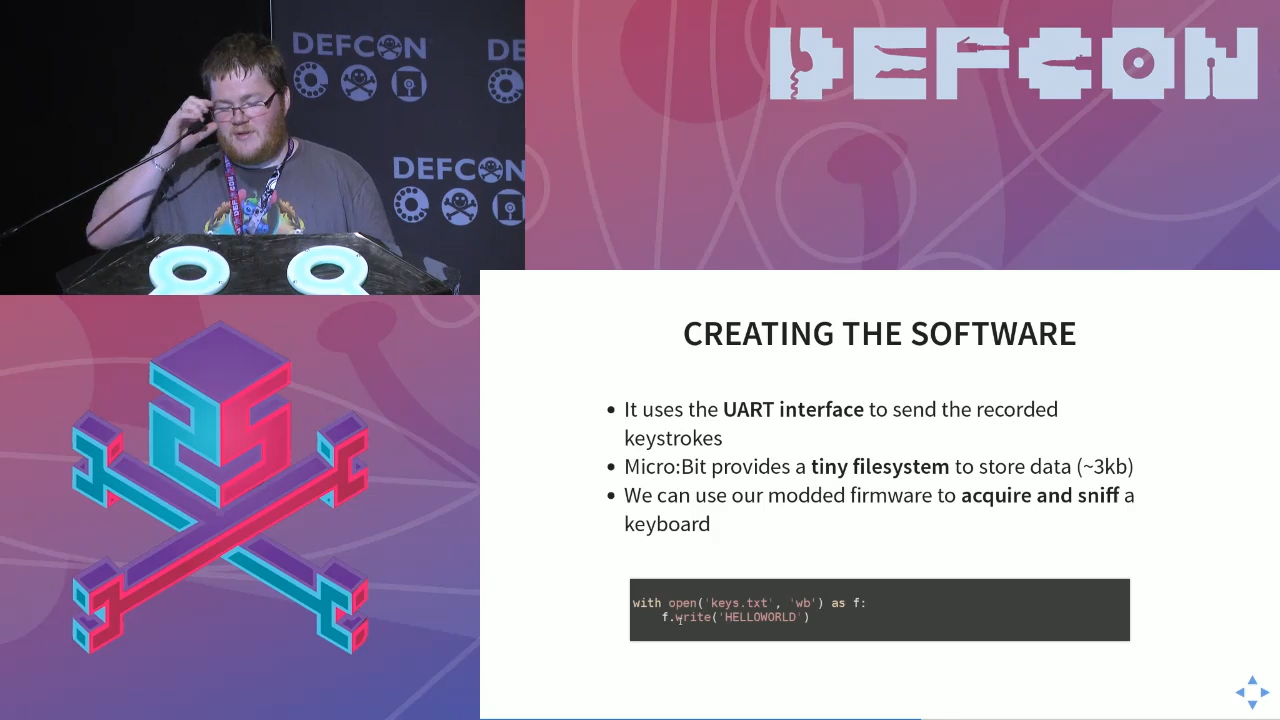 DEFCON
DE
DEFCON
DEFCON
DEFCON
25
CREATING THE SOFTWARE
It uses the UART interface to send the recorded
keystrokes
Micro:Bit provides a tiny filesystem to store data (~3kb)
We can use our modded firmware to acquire and sniff a
keyboard
with open('keys.txt', 'wb') as f:
f.write('HELLOWORLD')